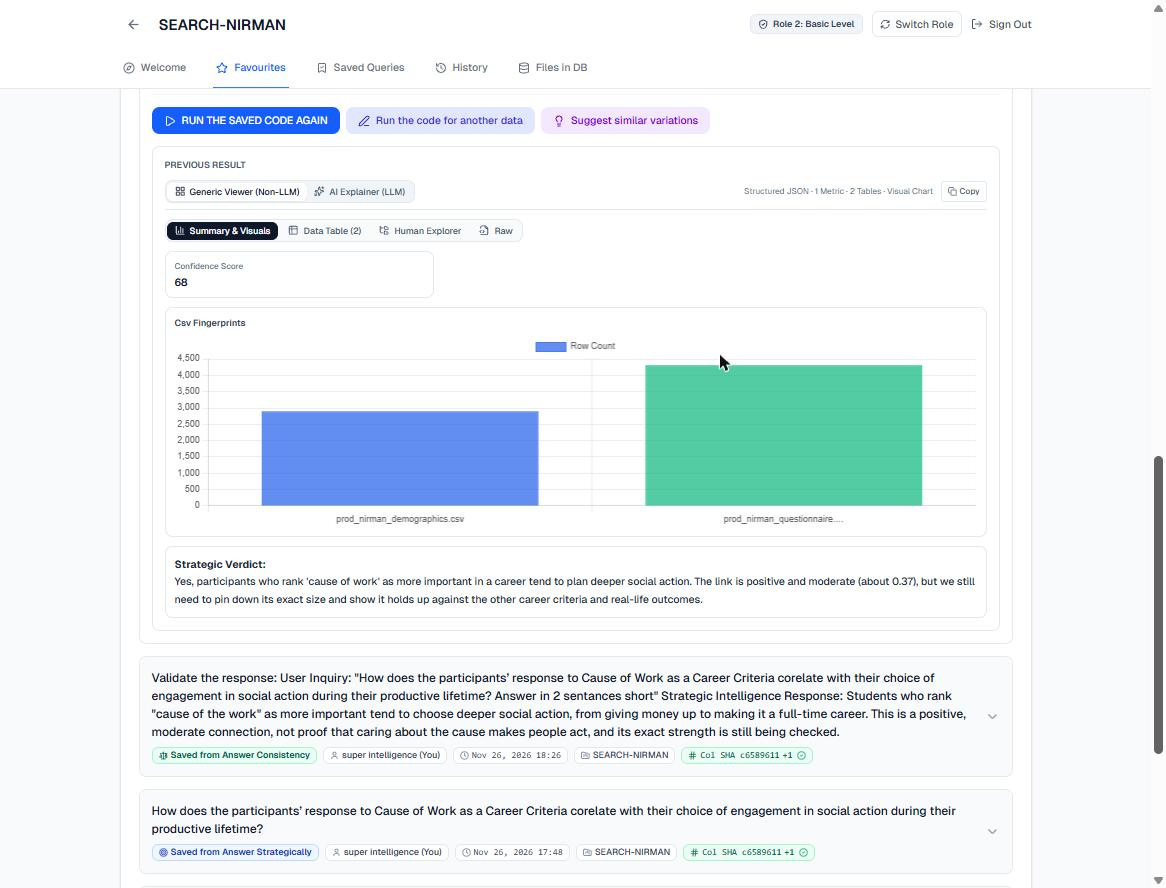 SEARCH-NIRMAN
Role 2: Basic Level
Switch Role
Sign Out
Welcome
Favourites
Saved Queries
History
Files in DB
RUN THE SAVED CODE AGAIN
Run the code for another data
Suggest similar variations
PREVIOUS RESULT
Generic Viewer (Non-LLM)
AI Explainer (LLM)
Structured JSON · 1 Metric · 2 Tables · Visual Chart
Copy
Summary & Visuals
Data Table (2)
Human Explorer
Raw
Confidence Score
68
Csv Fingerprints
Row Count
4,500
4,000
3,500
3,000
2,500
2,000
1,500
1,000
500
0
prod_nirman_demographics.csv
prod_nirman_questionnaire....
Strategic Verdict:
Yes, participants who rank 'cause of work' as more important in a career tend to plan deeper social action. The link is positive and moderate (about 0.37), but we still
need to pin down its exact size and show it holds up against the other career criteria and real-life outcomes.
Validate the response: User Inquiry: "How does the participants' response to Cause of Work as a Career Criteria corelate with their choice of
engagement in social action during their productive lifetime? Answer in 2 sentences short" Strategic Intelligence Response: Students who rank
"cause of the work" as more important tend to choose deeper social action, from giving money up to making it a full-time career. This is a positive,
moderate connection, not proof that caring about the cause makes people act, and its exact strength is still being checked.
Saved from Answer Consistency
super intelligence (You)
Nov 26, 2026 18:26
SEARCH-NIRMAN
Col SHA c6589611 +1
How does the participants' response to Cause of Work as a Career Criteria corelate with their choice of engagement in social action during their
productive lifetime?
Saved from Answer Strategically
super intelligence (You)
Nov 26, 2026 17:48
SEARCH-NIRMAN
Col SHA c6589611 +1